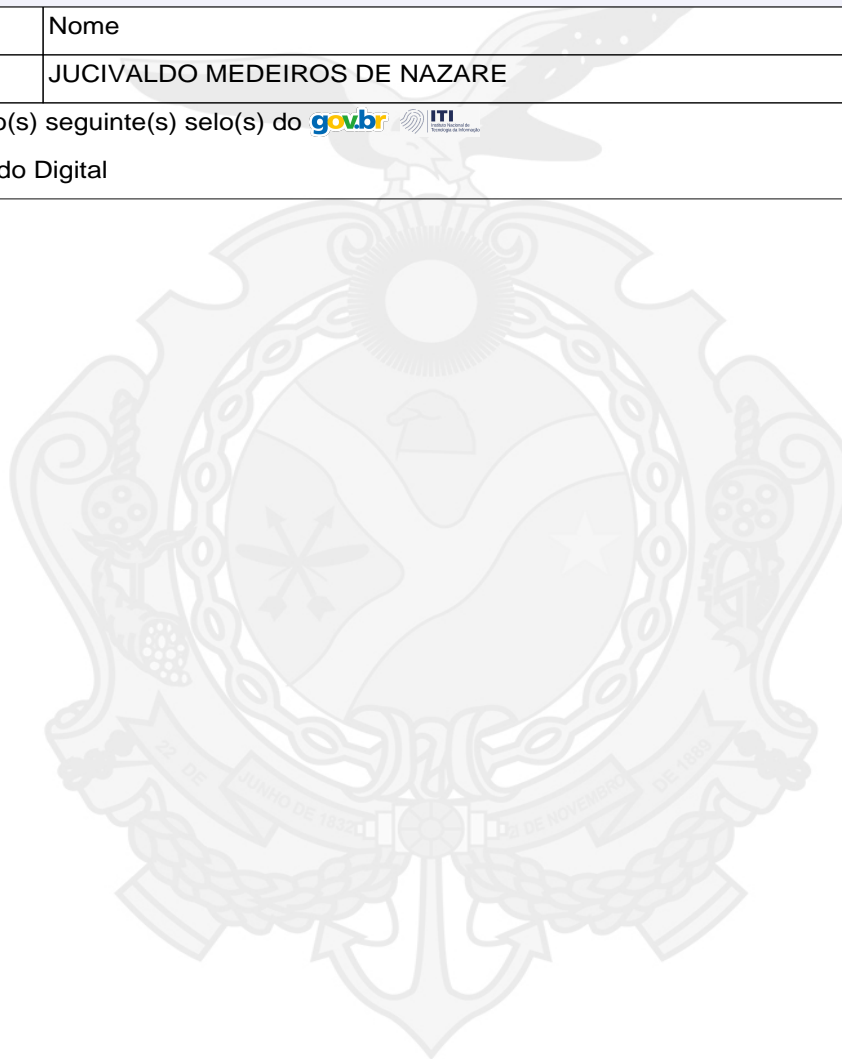 Nome
JUCIVALDO MEDEIROS DE NAZARE
o(s) seguinte(s) selo(s) do gov.br ITI
do Digital
22 DE JUNHO DE 1832 21 DE NOVEMBRO DE 1889